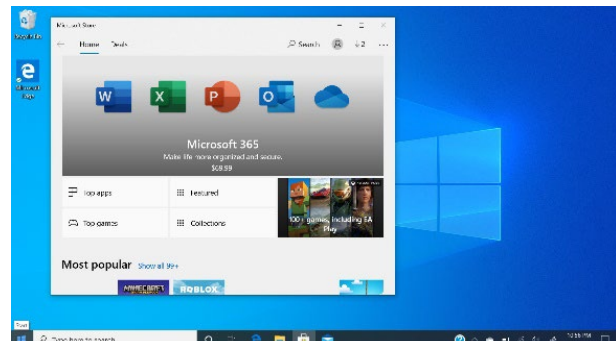 Microsoft Store
Home Deals
Search
2
W
X
P
Microsoft 365
Make life more organized and secure.
$69.99
Top apps
Featured
Top games
Collections
100+ games, including EA
Play
Most popular Show all 99+
MINECRAFT
ROBLOX
Type here to search